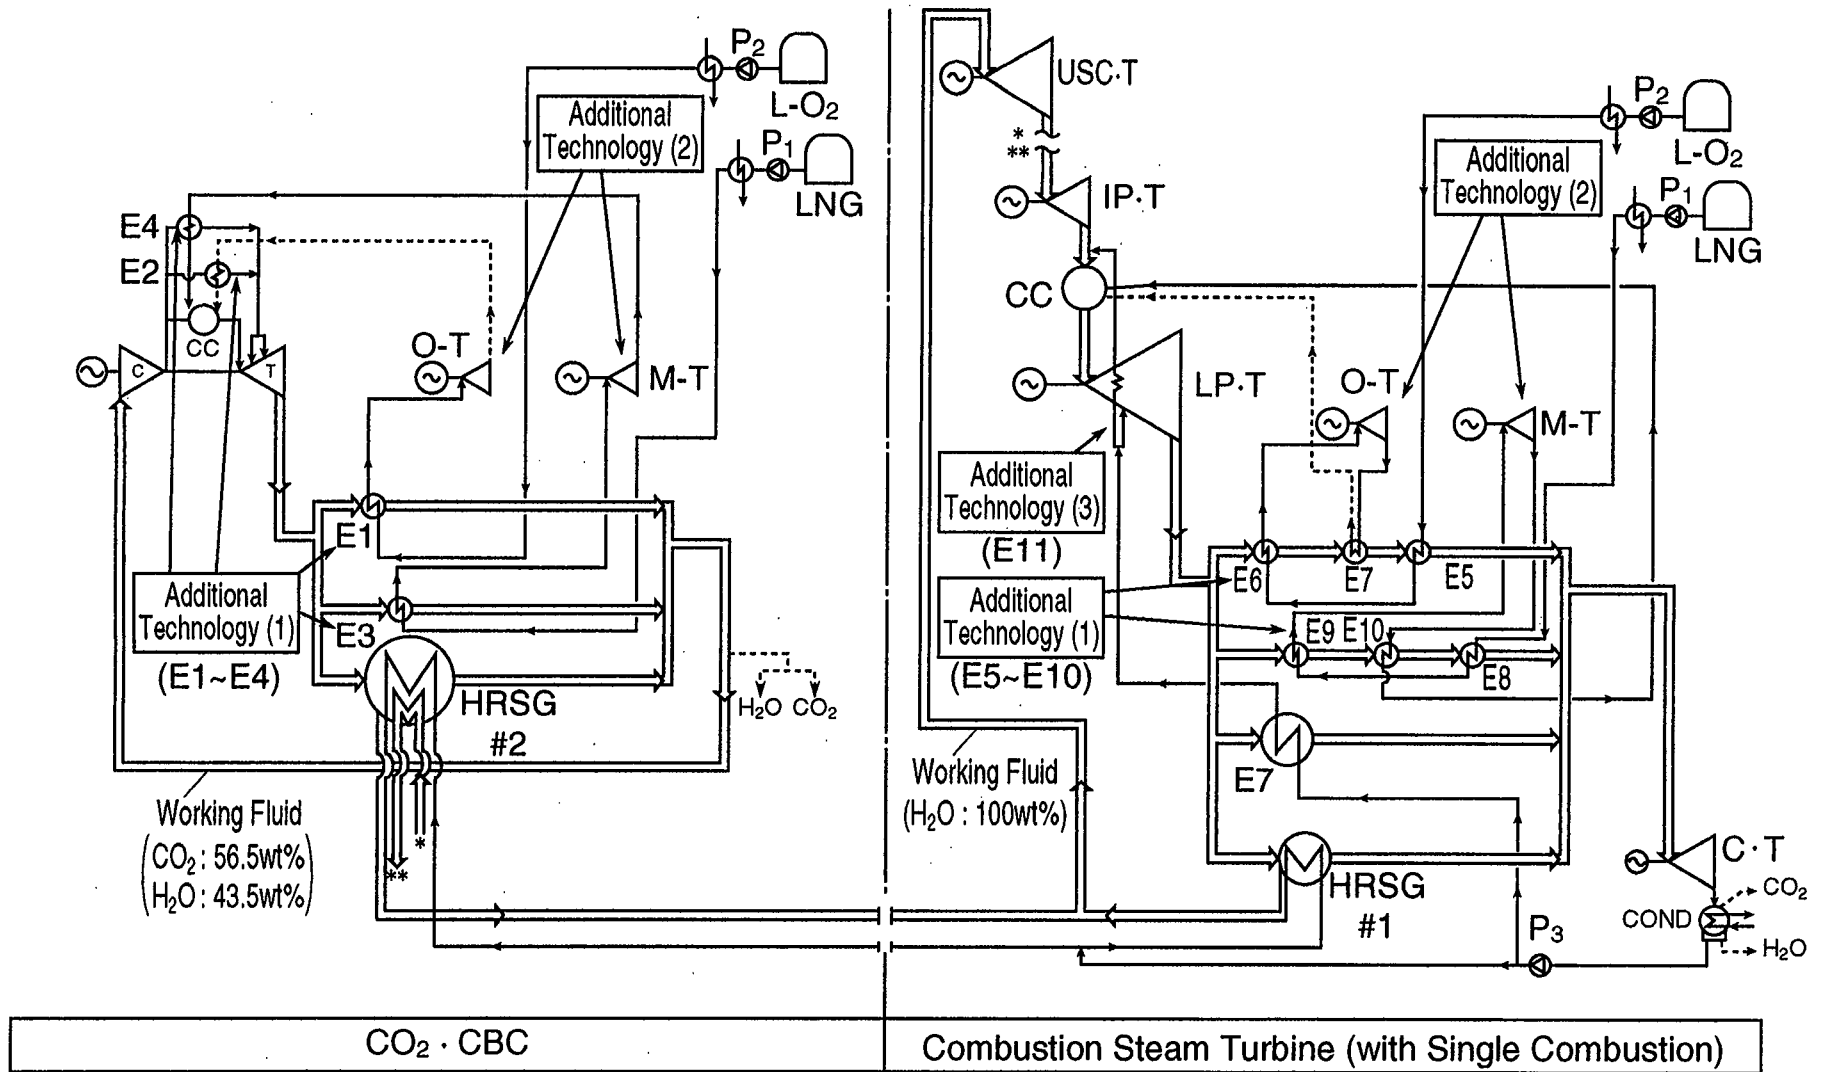 P2
L-O2
Additional
Technology (2)
P1
LNG
E4
E2
CC
C
T
O-T
M-T
E1
E3
Additional
Technology (1)
(E1~E4)
HRSG
#2
H2O CO2
Working Fluid
CO2 : 56.5wt%
H2O : 43.5wt%
*
**
CO2 · CBC
USC·T
*
**
IP·T
CC
LP·T
P2
L-O2
Additional
Technology (2)
P1
LNG
O-T
M-T
Additional
Technology (3)
(E11)
Additional
Technology (1)
(E5~E10)
E6
E7
E5
E9 E10
E8
E7
Working Fluid
(H2O : 100wt%)
HRSG
#1
C·T
CO2
COND
H2O
P3
Combustion Steam Turbine (with Single Combustion)